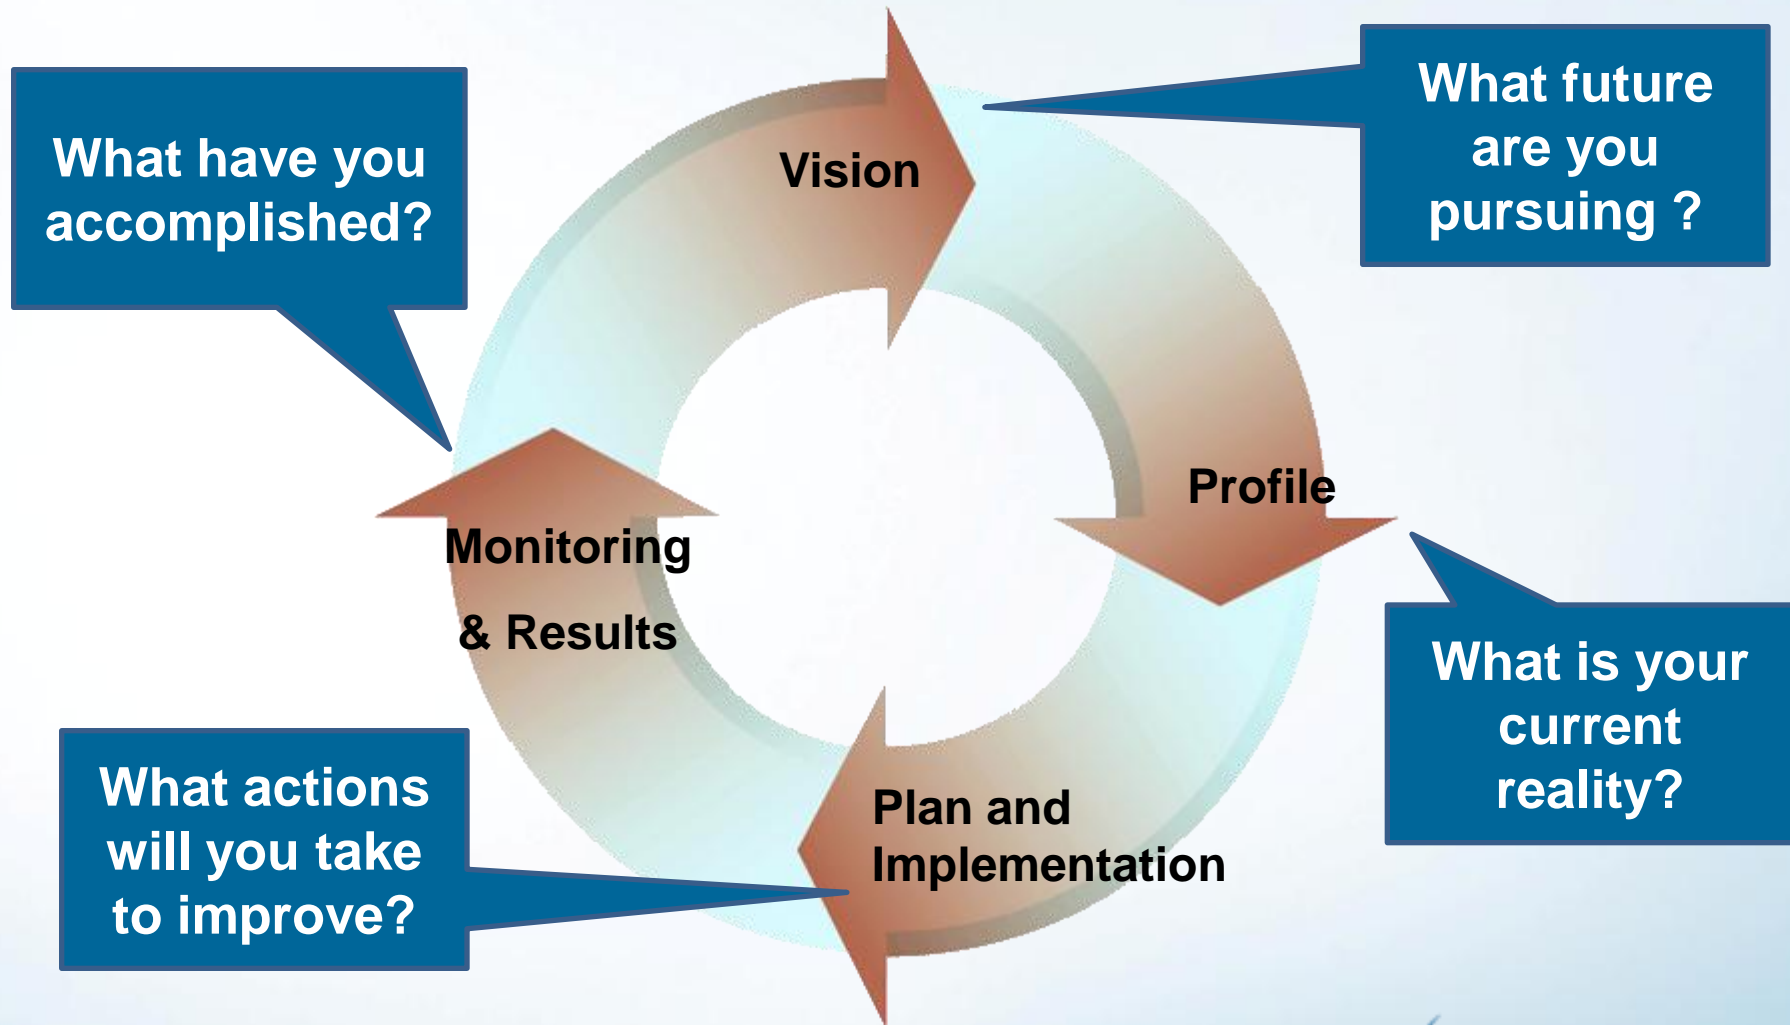 What have you
accomplished?
Vision
What future
are you
pursuing ?
Profile
What is your
current
reality?
Plan and
Implementation
What actions
will you take
to improve?
Monitoring
& Results